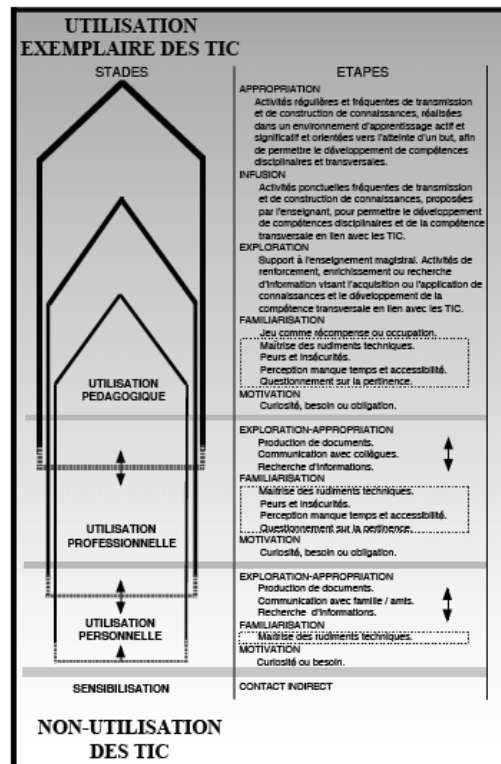 UTILISATION
EXEMPLAIRE DES TIC
STADES
ETAPES
APPROPRIATION
Activités régulières et fréquentes de transmission
et de construction de connaissances, réalisées
dans un environnement d'apprentissage actif et
significatif et orientées vers l'atteinte d'un but, afin
de permettre le développement de compétences
disciplinaires et transversales.
INFUSION
Activités ponctuelles fréquentes de transmission
et de construction de connaissances, proposées
par l'enseignant, pour permettre le développement
de compétences disciplinaires et de la compétence
transversale en lien avec les TIC.
EXPLORATION
Support à l'enseignement magistral. Activités de
renforcement, enrichissement ou recherche
d'information visant l'acquisition ou l'application de
connaissances et le développement de la
compétence transversale en lien avec les TIC.
FAMILIARISATION
Jeu comme récompense ou occupation.
Maîtrise des rudiments techniques.
Peurs et insécurités.
Perception manque temps et accessibilité.
Questionnement sur la pertinence.
MOTIVATION
Curiosité, besoin ou obligation.
UTILISATION
PÉDAGOGIQUE
EXPLORATION-APPROPRIATION
Production de documents.
Communication avec collègues.
Recherche d'informations.
FAMILIARISATION
Maîtrise des rudiments techniques.
Peurs et insécurités.
Perception manque temps et accessibilité.
Questionnement sur la pertinence.
MOTIVATION
Curiosité, besoin ou obligation.
UTILISATION
PROFESSIONNELLE
EXPLORATION-APPROPRIATION
Production de documents.
Communication avec famille / amis.
Recherche d'informations.
FAMILIARISATION
Maîtrise des rudiments techniques.
MOTIVATION
Curiosité ou besoin.
UTILISATION
PERSONNELLE
SENSIBILISATION
CONTACT INDIRECT
NON-UTILISATION
DES TIC